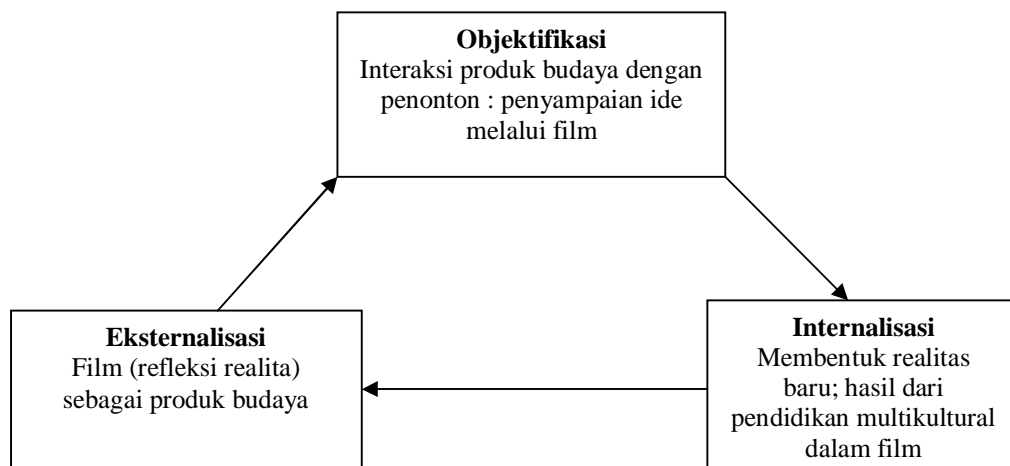 Objektifikasi
Interaksi produk budaya dengan
penonton : penyampaian ide
melalui film
Eksternalisasi
Film (refleksi realita)
sebagai produk budaya
Internalisasi
Membentuk realitas
baru; hasil dari
pendidikan multikultural
dalam film